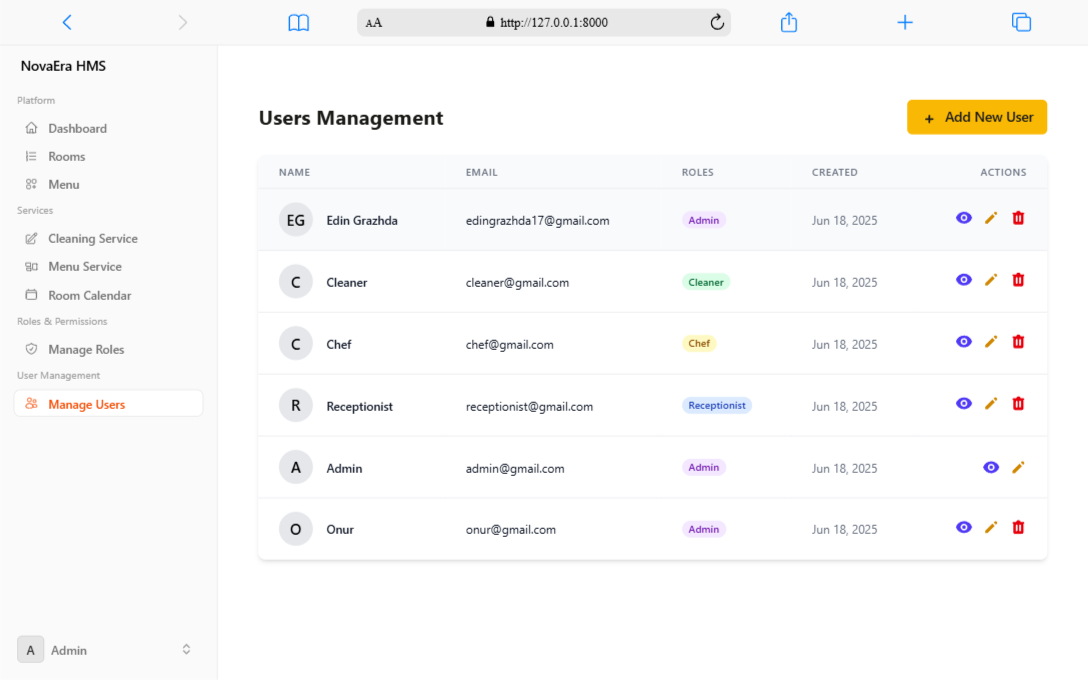 AA http://127.0.0.1:8000
NovaEra HMS
Platform
Dashboard
Rooms
Menu
Services
Cleaning Service
Menu Service
Room Calendar
Roles & Permissions
Manage Roles
User Management
Manage Users
A Admin
Users Management
+ Add New User
NAME EMAIL ROLES CREATED ACTIONS
EG Edin Grazhda edingrazhda17@gmail.com Admin Jun 18, 2025
C Cleaner cleaner@gmail.com Cleaner Jun 18, 2025
C Chef chef@gmail.com Chef Jun 18, 2025
R Receptionist receptionist@gmail.com Receptionist Jun 18, 2025
A Admin admin@gmail.com Admin Jun 18, 2025
O Onur onur@gmail.com Admin Jun 18, 2025